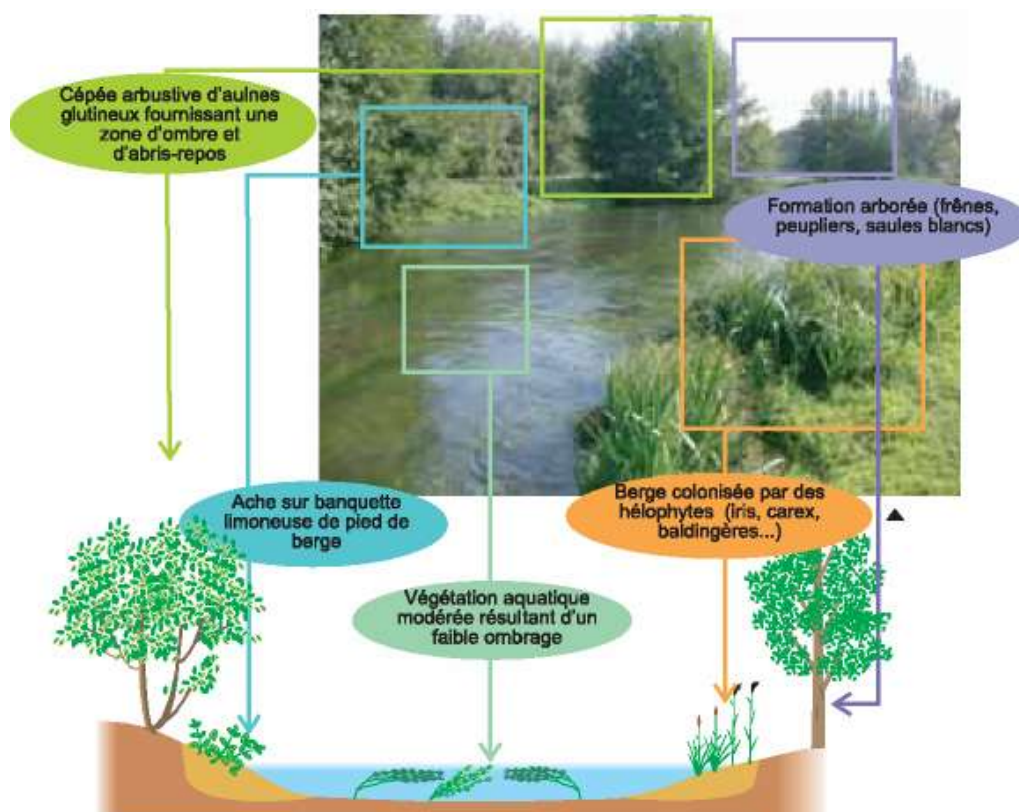 Cépée arbustive d'aulnes
glutineux fournissant une
zone d'ombre et
d'abris-repos
Formation arborée (frênes,
peupliers, saules blancs)
Ache sur banquette
limoneuse de pied de
berge
Berge colonisée par des
hélophytes (iris, carex,
baldingères...)
Végétation aquatique
modérée résultant d'un
faible ombrage